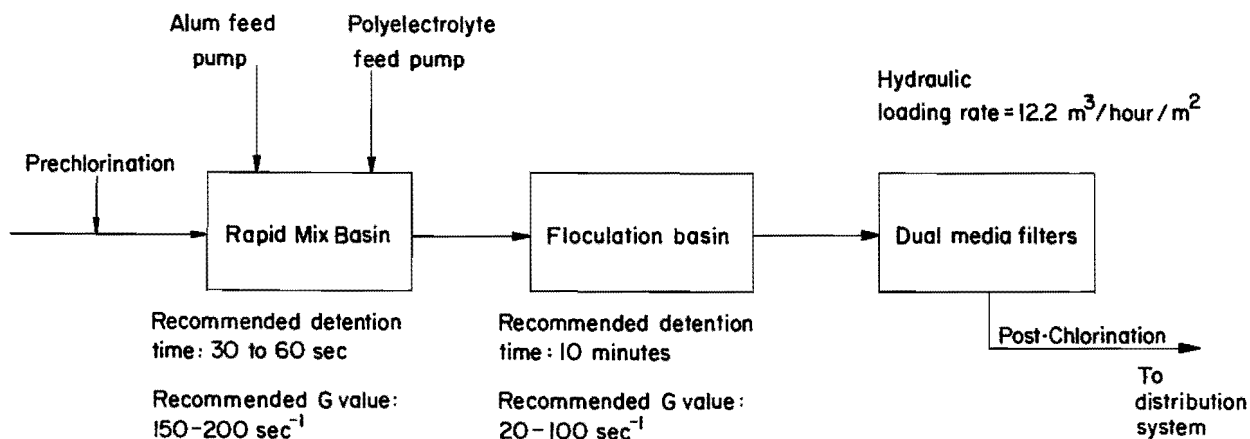 Alum feed
pump
Polyelectrolyte
feed pump
Hydraulic
loading rate = 12.2 m³/hour/m²
Prechlorination
Rapid Mix Basin
Floculation basin
Dual media filters
Recommended detention
time: 30 to 60 sec
Recommended G value:
150-200 sec⁻¹
Recommended detention
time: 10 minutes
Recommended G value:
20-100 sec⁻¹
Post-Chlorination
To
distribution
system